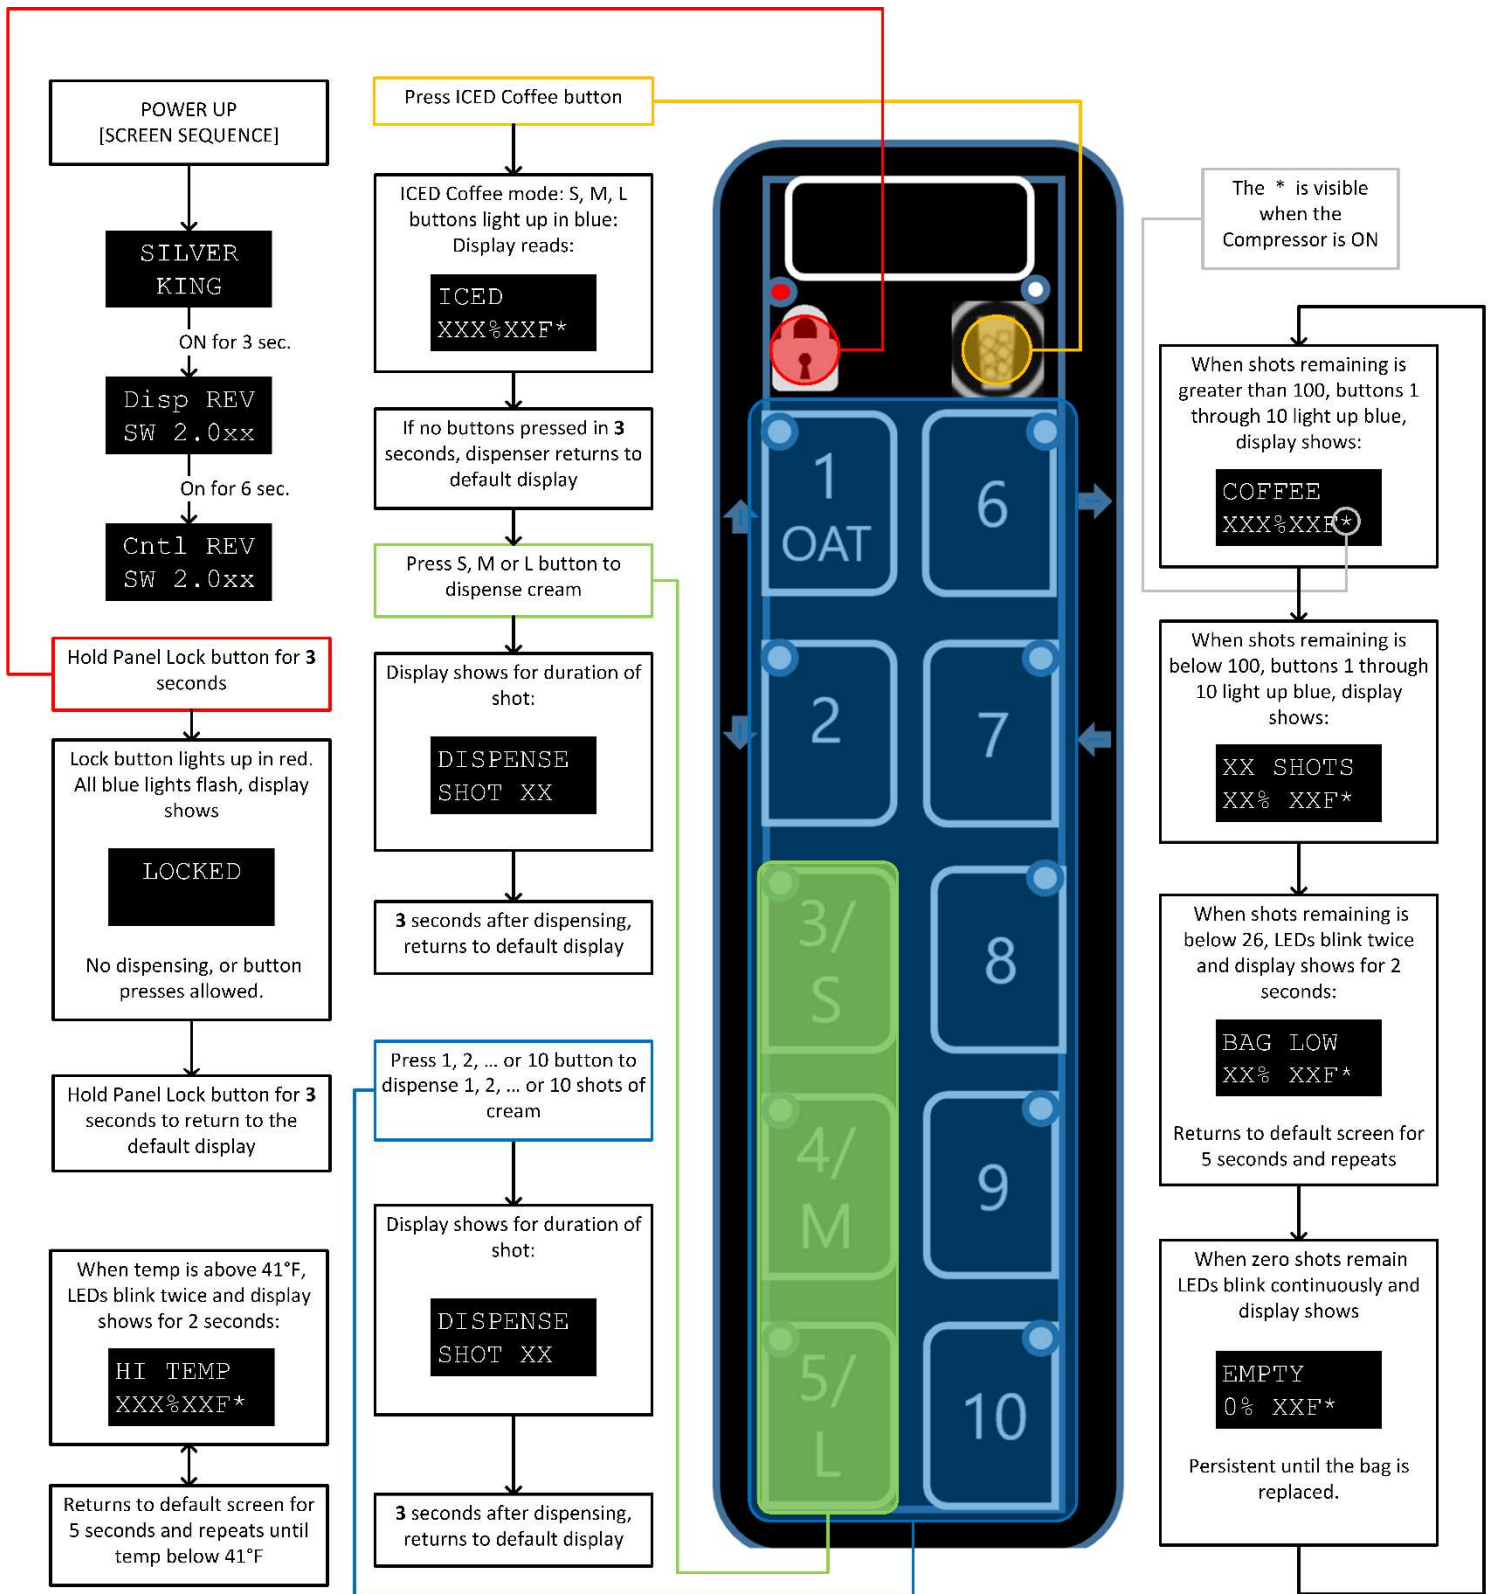 POWER UP
[SCREEN SEQUENCE]
SILVER
KING
ON for 3 sec.
Disp REV
SW 2.0xx
On for 6 sec.
Cntl REV
SW 2.0xx
Hold Panel Lock button for 3
seconds
Lock button lights up in red.
All blue lights flash, display
shows
LOCKED
No dispensing, or button
presses allowed.
Hold Panel Lock button for 3
seconds to return to the
default display
When temp is above 41°F,
LEDs blink twice and display
shows for 2 seconds:
HI TEMP
XXX%XXF*
Returns to default screen for
5 seconds and repeats until
temp below 41°F
Press ICED Coffee button
ICED Coffee mode: S, M, L
buttons light up in blue:
Display reads:
ICED
XXX%XXF*
If no buttons pressed in 3
seconds, dispenser returns to
default display
Press S, M or L button to
dispense cream
Display shows for duration of
shot:
DISPENSE
SHOT XX
3 seconds after dispensing,
returns to default display
Press 1, 2, ... or 10 button to
dispense 1, 2, ... or 10 shots of
cream
Display shows for duration of
shot:
DISPENSE
SHOT XX
3 seconds after dispensing,
returns to default display
1
OAT
6
2
7
3/
S
8
4/
M
9
5/
L
10
The * is visible
when the
Compressor is ON
When shots remaining is
greater than 100, buttons 1
through 10 light up blue,
display shows:
COFFEE
XXX%XXF*
When shots remaining is
below 100, buttons 1 through
10 light up blue, display
shows:
XX SHOTS
XX% XXF*
When shots remaining is
below 26, LEDs blink twice
and display shows for 2
seconds:
BAG LOW
XX% XXF*
Returns to default screen for
5 seconds and repeats
When zero shots remain
LEDs blink continuously and
display shows
EMPTY
0% XXF*
Persistent until the bag is
replaced.